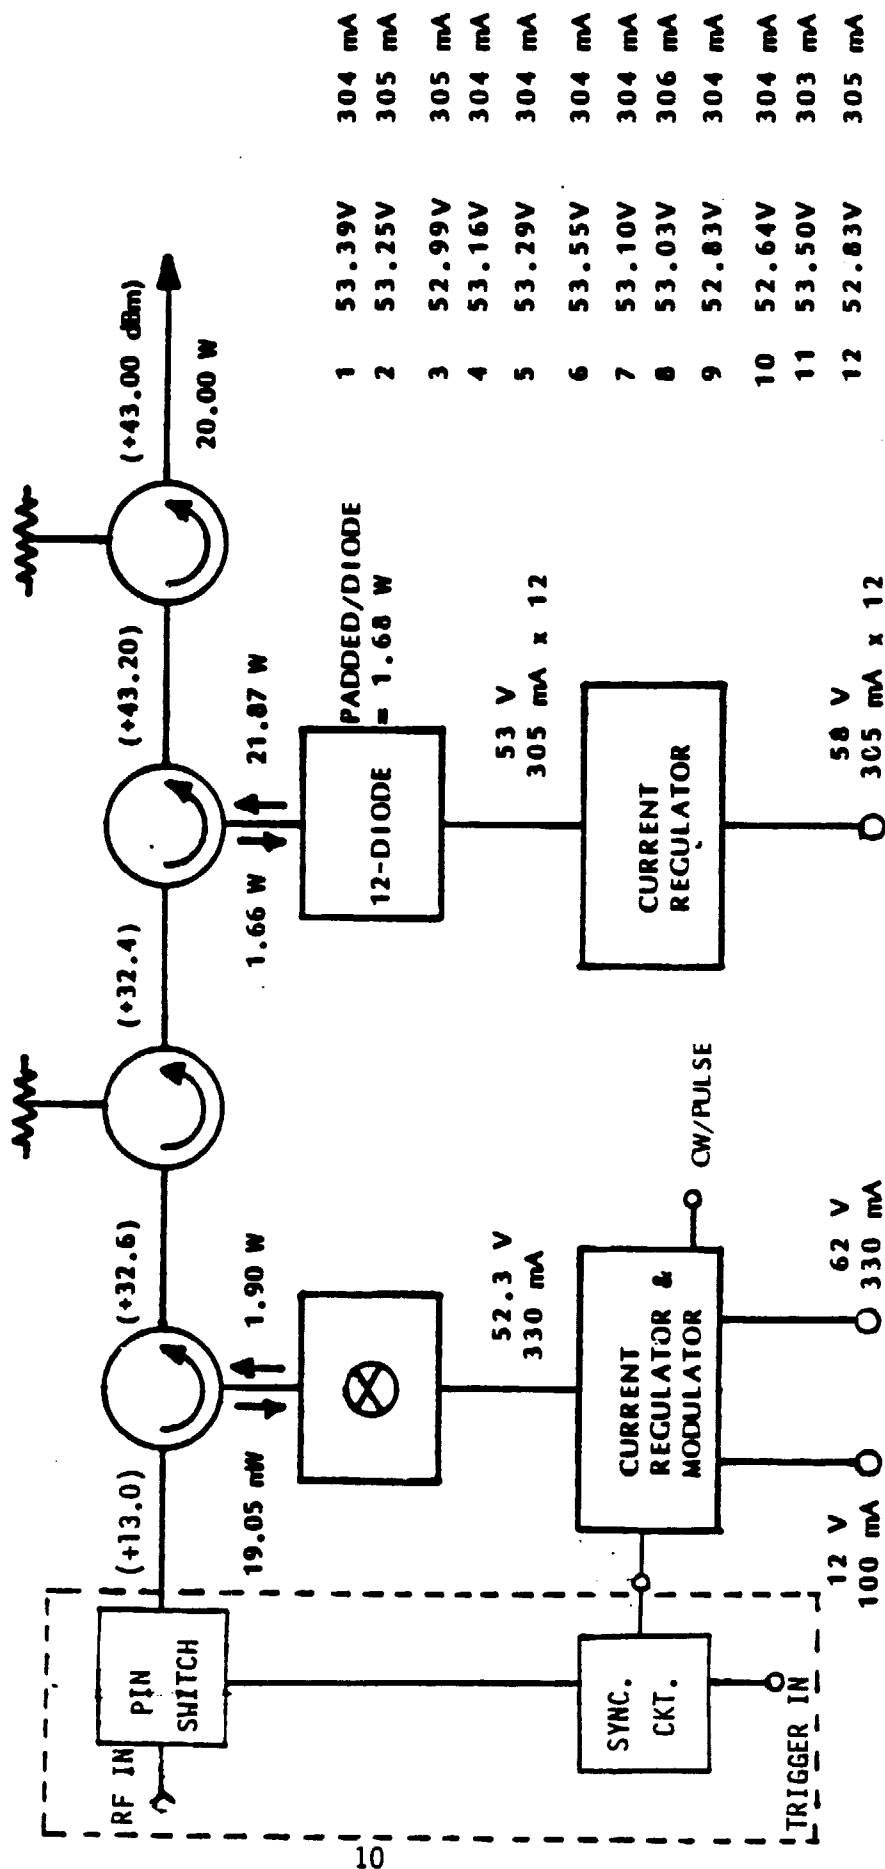 (+13.0)
(+32.6)
(+32.4)
(+43.20)
(+43.00 dBm)
20.00 W
RF IN
PIN
SWITCH
19.05 mW
1.90 W
1.66 W
21.87 W
12-DIODE
PADDED/DIODE
= 1.68 W
52.3 V
330 mA
53 V
305 mA x 12
SYNC.
CKT.
TRIGGER IN
CURRENT
REGULATOR &
MODULATOR
CW/PULSE
CURRENT
REGULATOR
12 V
100 mA
62 V
330 mA
58 V
305 mA x 12
1 53.39V 304 mA
2 53.25V 305 mA
3 52.99V 305 mA
4 53.16V 304 mA
5 53.29V 304 mA
6 53.55V 304 mA
7 53.10V 304 mA
8 53.03V 306 mA
9 52.83V 304 mA
10 52.64V 304 mA
11 53.50V 303 mA
12 52.83V 305 mA
10